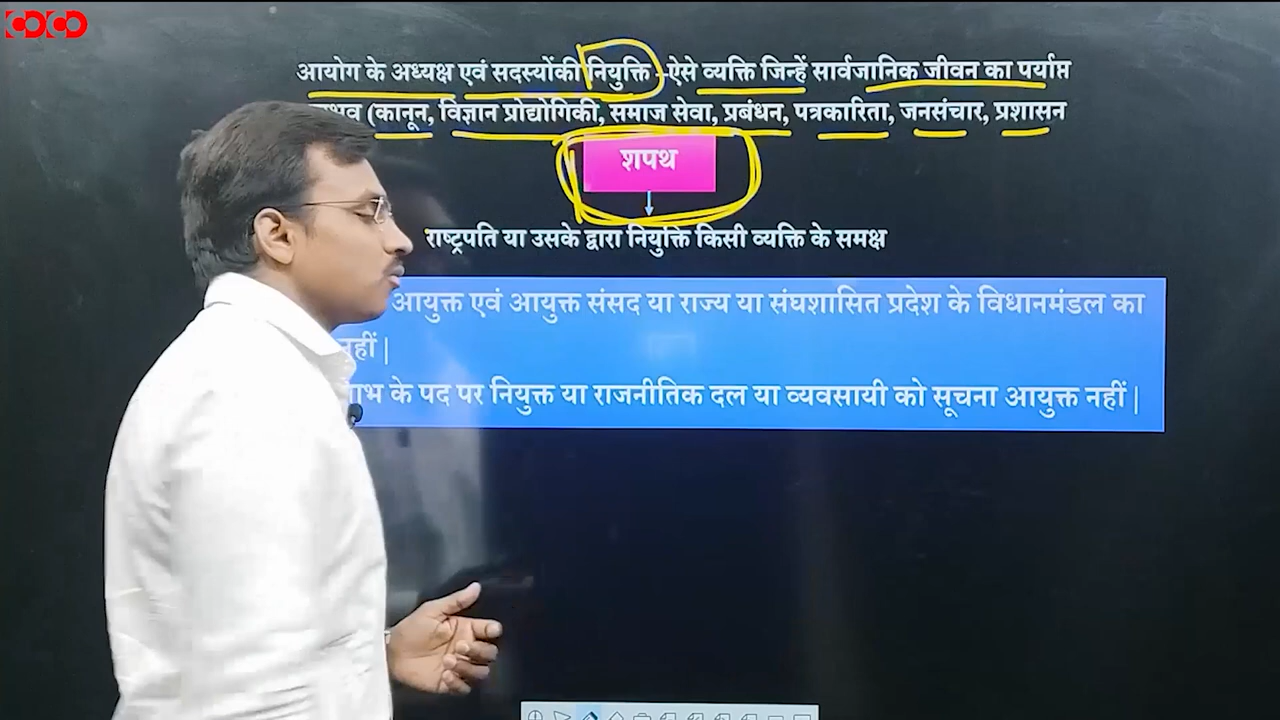 आयोग के अध्यक्ष एवं सदस्योंकी नियुक्ति -ऐसे व्यक्ति जिन्हें सार्वजानिक जीवन का पर्याप्त
(कानून, विज्ञान प्रोद्योगिकी, समाज सेवा, प्रबंधन, पत्रकारिता, जनसंचार, प्रशासन
शपथ
राष्ट्रपति या उसके द्वारा नियुक्ति किसी व्यक्ति के समक्ष
आयुक्त एवं आयुक्त संसद या राज्य या संघशासित प्रदेश के विधानमंडल का
नहीं |
के पद पर नियुक्त या राजनीतिक दल या व्यवसायी को सूचना आयुक्त नहीं |